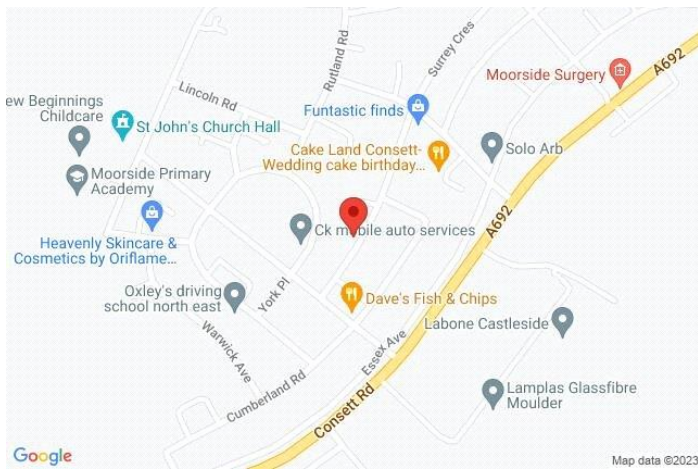 Rutland Rd
Surrey Cres
A692
Moorside Surgery
Lincoln Rd
ew Beginnings
Childcare
Funtastic finds
St John's Church Hall
Cake Land Consett-
Wedding cake birthday...
Solo Arb
Moorside Primary
Academy
A692
Ck mobile auto services
Heavenly Skincare &
Cosmetics by Oriflame...
York Pl
Oxley's driving
school north east
Dave's Fish & Chips
Labone Castleside
Warwick Ave
Essex Ave
Cumberland Rd
Consett Rd
Lamplas Glassfibre
Moulder
Google
Map data ©2023